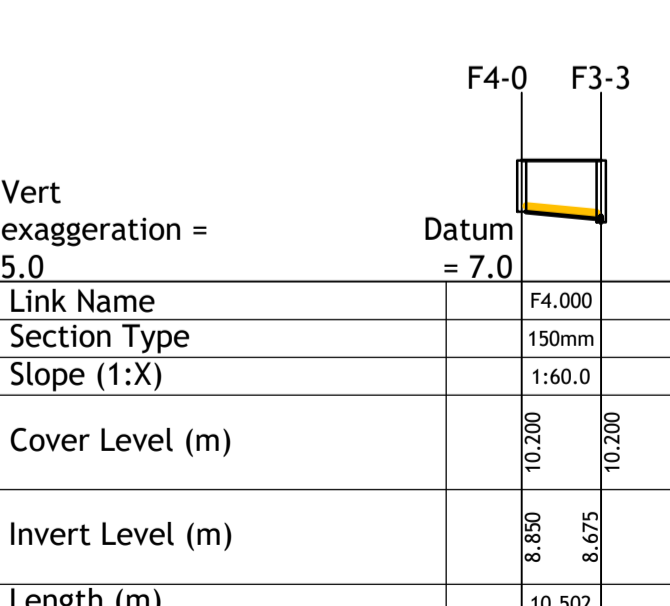 F4-0 F3-3
Vert
exaggeration =
5.0
Datum
= 7.0
Link Name F4.000
Section Type 150mm
Slope (1:X) 1:60.0
Cover Level (m) 10.200 10.200
Invert Level (m) 8.850 8.675
Length (m) 10.502